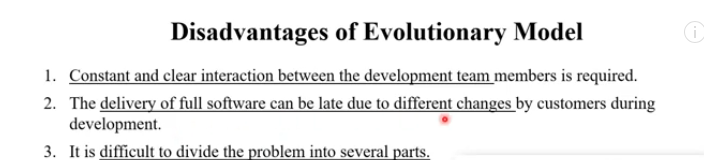 Disadvantages of Evolutionary Model
1. Constant and clear interaction between the development team members is required.
2. The delivery of full software can be late due to different changes by customers during
development.
3. It is difficult to divide the problem into several parts.